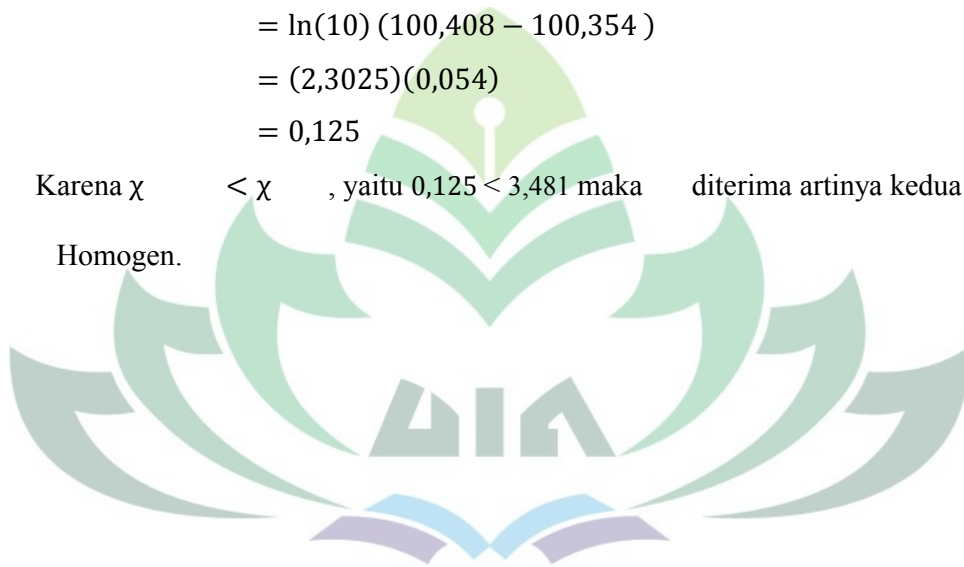 = ln(10) (100,408 − 100,354 )
= (2,3025)(0,054)
= 0,125
Karena χ < χ , yaitu 0,125 < 3,481 maka diterima artinya kedua
Homogen.
UIN